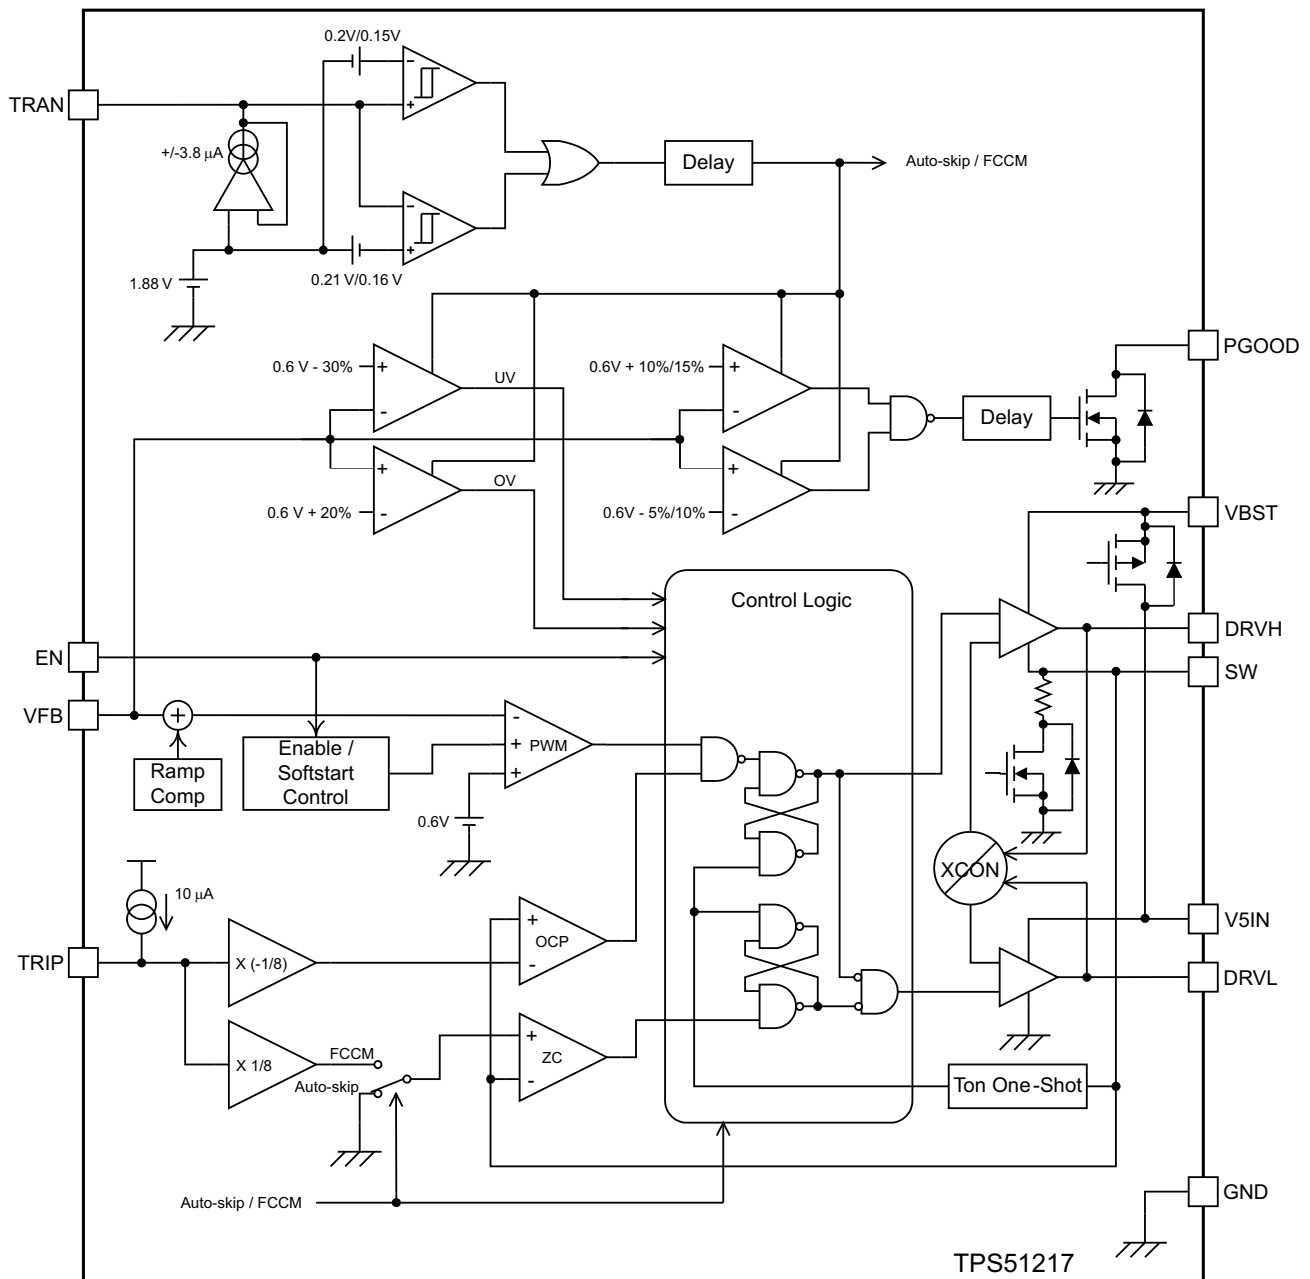 0.2V/0.15V
TRAN
+/-3.8 μA
Delay
Auto-skip / FCCM
1.88 V
0.21 V/0.16 V
PGOOD
0.6 V - 30%
UV
0.6V + 10%/15%
Delay
OV
0.6 V + 20%
0.6V - 5%/10%
VBST
Control Logic
DRVH
EN
SW
VFB
PWM
Enable /
Softstart
Control
Ramp
Comp
0.6V
XCON
10 μA
V5IN
OCP
TRIP
X (-1/8)
DRVL
FCCM
X 1/8
ZC
Auto-skip
Ton One-Shot
Auto-skip / FCCM
GND
TPS51217